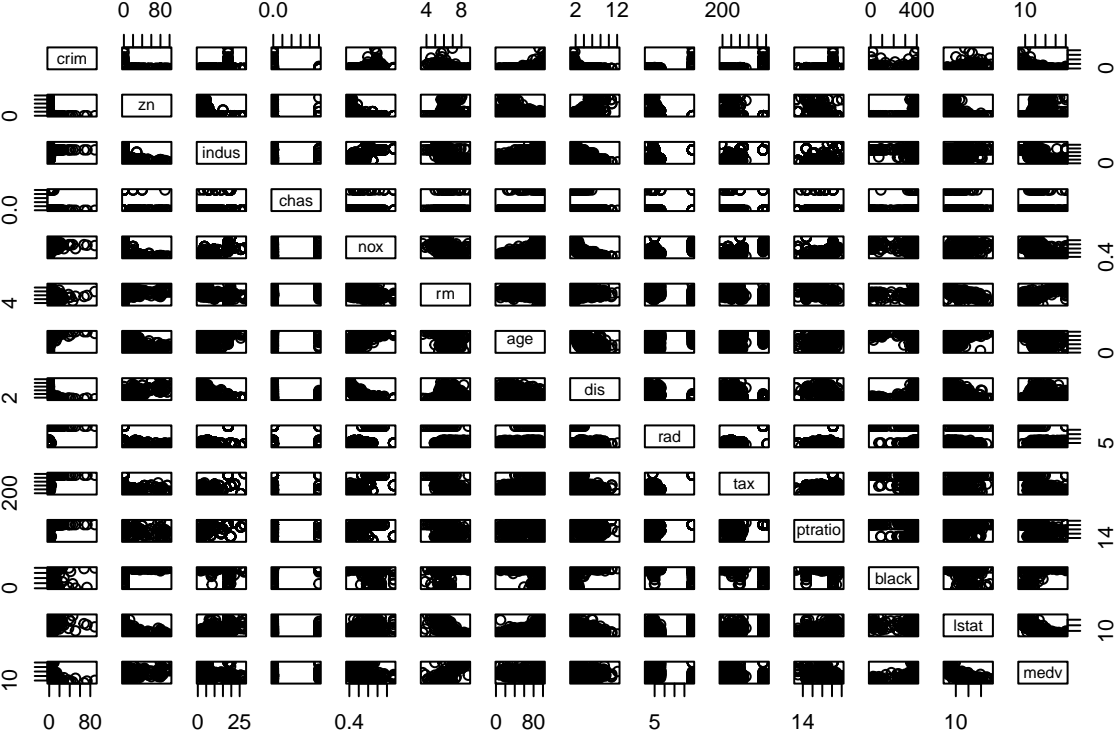 0 80 0.0 4 8 2 12 200 0 400 10
crim 0
0 zn
indus 0
0.0 chas
nox 0.4
4 rm
age 0
2 dis
rad 5
200 tax
ptratio 14
0 black
lstat 10
10 medv
0 80 0 25 0.4 0 80 5 14 10